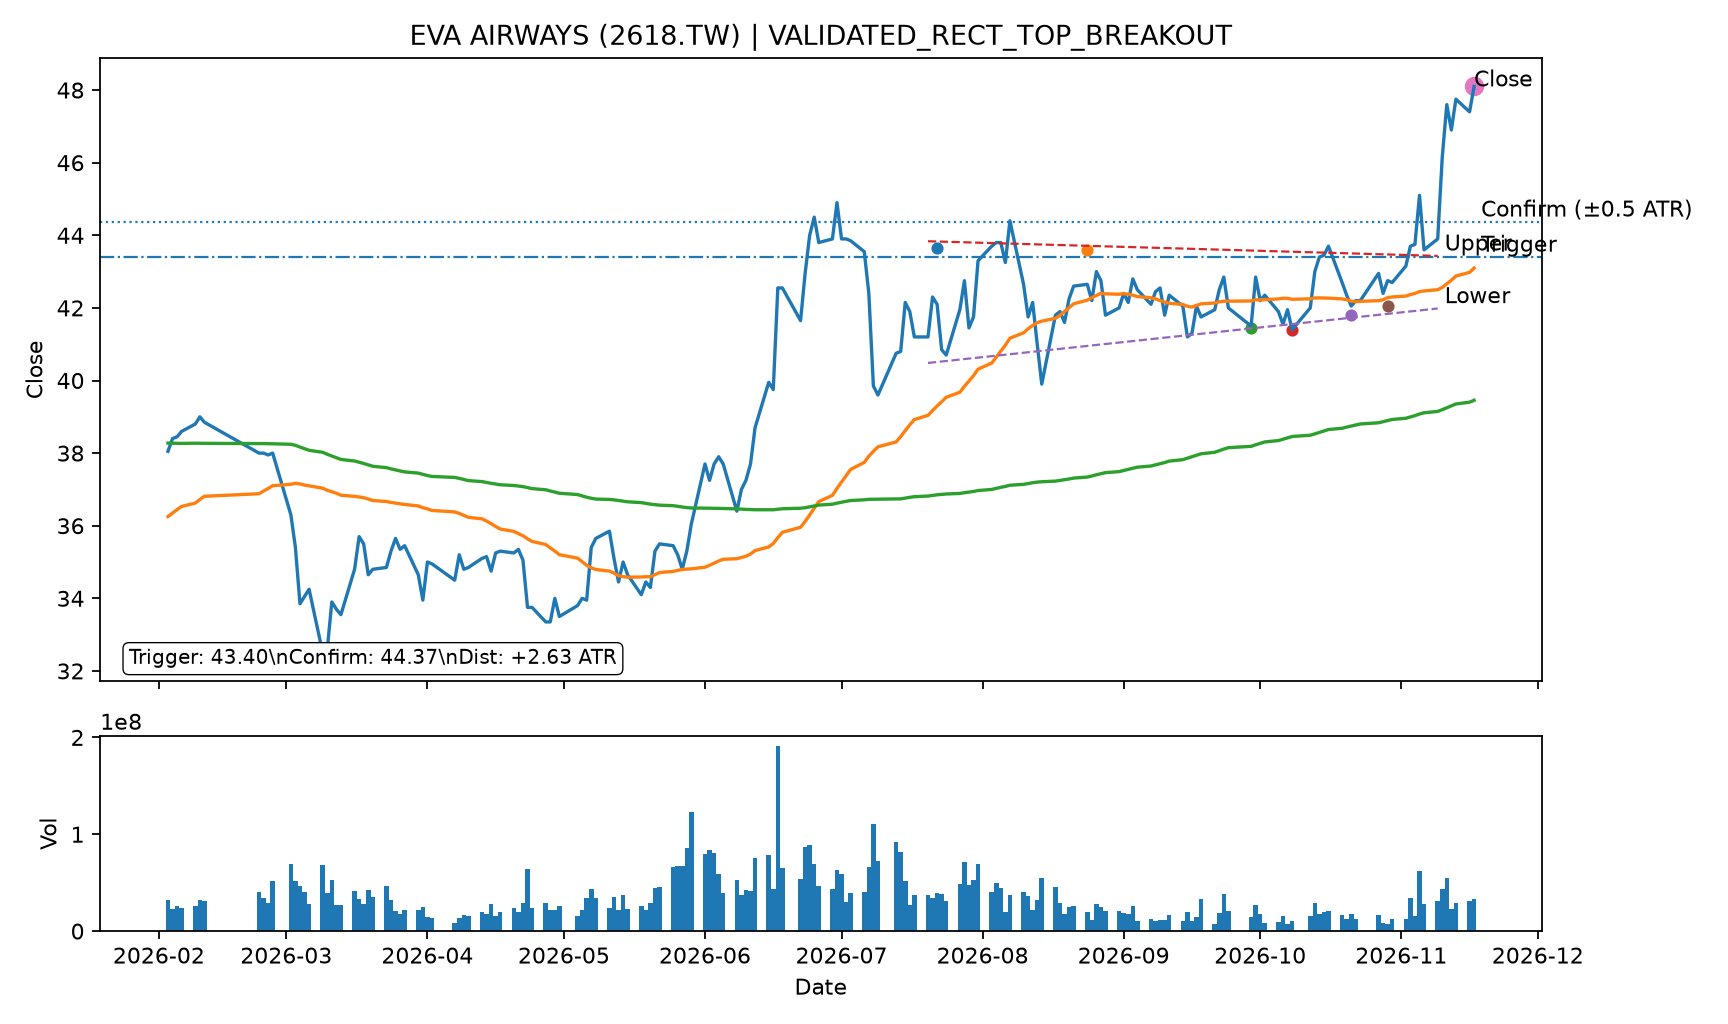 EVA AIRWAYS (2618.TW) | VALIDATED_RECT_TOP_BREAKOUT
Close
48
46
44
42
40
38
36
34
32
Close
Confirm (±0.5 ATR)
Upper
Trigger
Lower
Trigger: 43.40\nConfirm: 44.37\nDist: +2.63 ATR
1e8
Vol
2
1
0
2026-02 2026-03 2026-04 2026-05 2026-06 2026-07 2026-08 2026-09 2026-10 2026-11 2026-12
Date